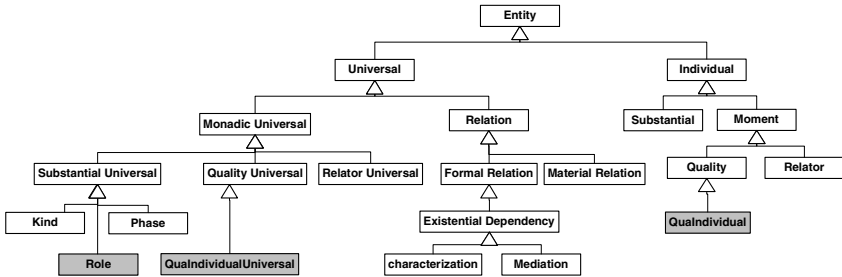 Entity
Universal
Individual
Monadic Universal
Relation
Substantial
Moment
Substantial Universal
Quality Universal
Relator Universal
Formal Relation
Material Relation
Quality
Relator
Kind
Phase
Existential Dependency
QuaIndividual
Role
QuaIndividualUniversal
characterization
Mediation